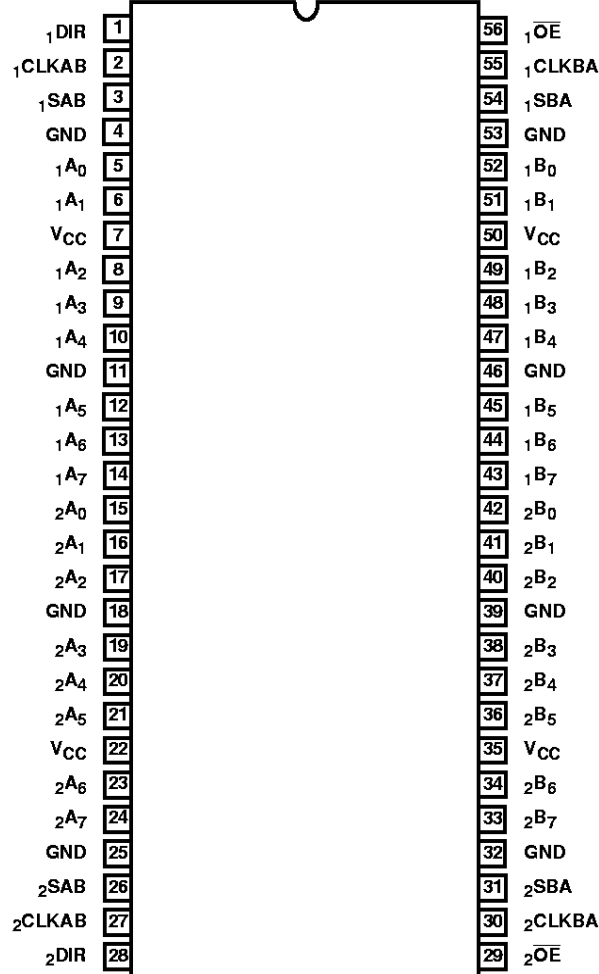 ₁DIR 1 56 ₁O̅E̅
₁CLKAB 2 55 ₁CLKBA
₁SAB 3 54 ₁SBA
GND 4 53 GND
₁A₀ 5 52 ₁B₀
₁A₁ 6 51 ₁B₁
VCC 7 50 VCC
₁A₂ 8 49 ₁B₂
₁A₃ 9 48 ₁B₃
₁A₄ 10 47 ₁B₄
GND 11 46 GND
₁A₅ 12 45 ₁B₅
₁A₆ 13 44 ₁B₆
₁A₇ 14 43 ₁B₇
₂A₀ 15 42 ₂B₀
₂A₁ 16 41 ₂B₁
₂A₂ 17 40 ₂B₂
GND 18 39 GND
₂A₃ 19 38 ₂B₃
₂A₄ 20 37 ₂B₄
₂A₅ 21 36 ₂B₅
VCC 22 35 VCC
₂A₆ 23 34 ₂B₆
₂A₇ 24 33 ₂B₇
GND 25 32 GND
₂SAB 26 31 ₂SBA
₂CLKAB 27 30 ₂CLKBA
₂DIR 28 29 ₂O̅E̅